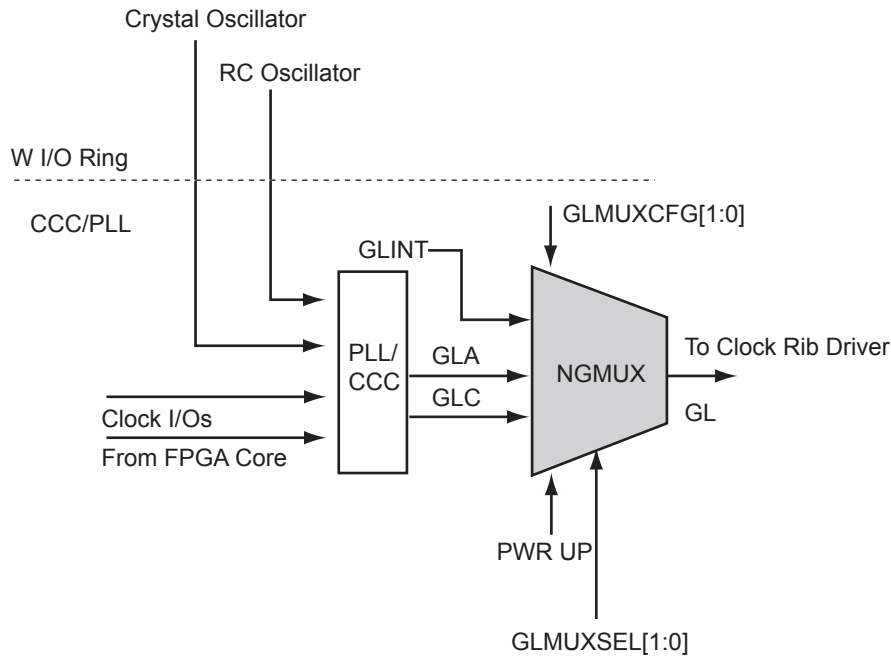 Crystal Oscillator
RC Oscillator
W I/O Ring
CCC/PLL
GLMUXCFG[1:0]
GLINT
PLL/
CCC
GLA
GLC
NGMUX
To Clock Rib Driver
GL
Clock I/Os
From FPGA Core
PWR UP
GLMUXSEL[1:0]